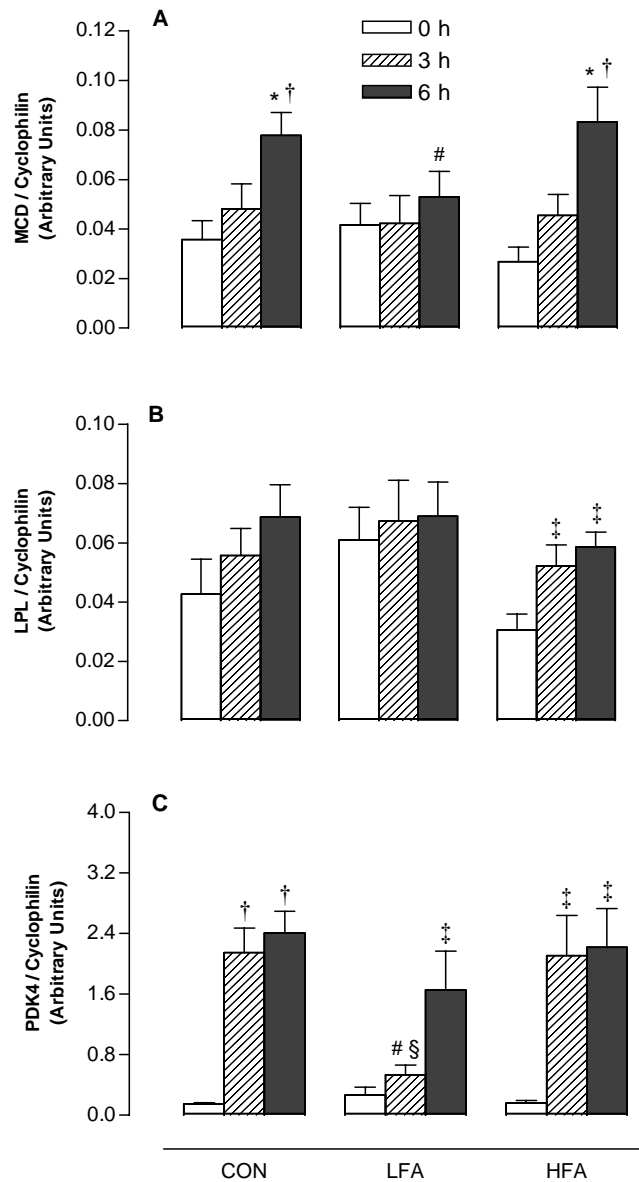 A
0 h
3 h
6 h
MCD / Cyclophilin
(Arbitrary Units)
0.12
0.10
0.08
0.06
0.04
0.02
0.00
* †
#
* †
B
LPL / Cyclophilin
(Arbitrary Units)
0.10
0.08
0.06
0.04
0.02
0.00
‡
‡
C
PDK4 / Cyclophilin
(Arbitrary Units)
4.0
3.2
2.4
1.6
0.8
0.0
†
†
# §
‡
‡
‡
CON
LFA
HFA